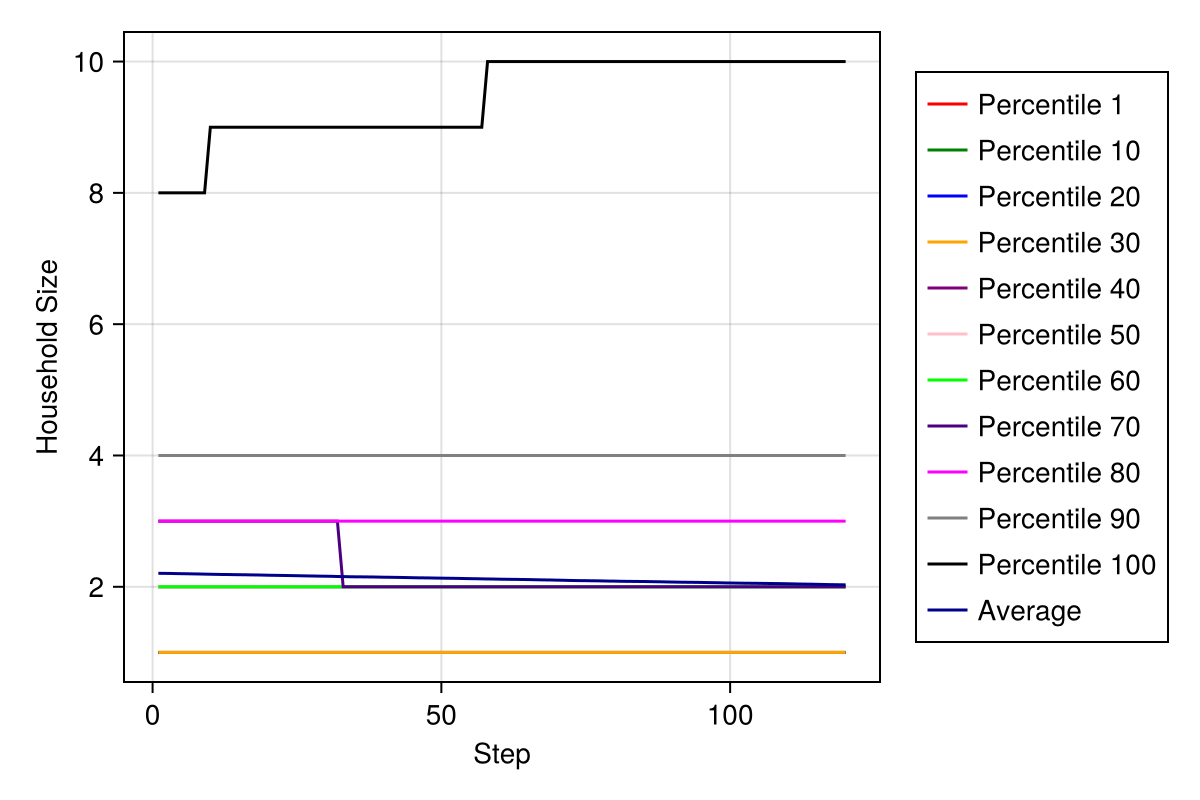 10
8
6
4
2
Household Size
0
50
100
Step
Percentile 1
Percentile 10
Percentile 20
Percentile 30
Percentile 40
Percentile 50
Percentile 60
Percentile 70
Percentile 80
Percentile 90
Percentile 100
Average